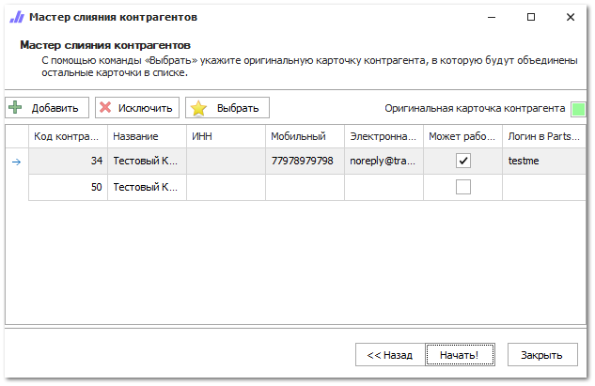 Мастер слияния контрагентов
Мастер слияния контрагентов
С помощью команды «Выбрать» укажите оригинальную карточку контрагента, в которую будут объединены
остальные карточки в списке.
Добавить Исключить Выбрать Оригинальная карточка контрагента
Код контра... Название ИНН Мобильный Электронна... Может рабо... Логин в Parts...
34 Тестовый К... 77978979798 noreply@tra... testme
50 Тестовый К...
<< Назад Начать! Закрыть